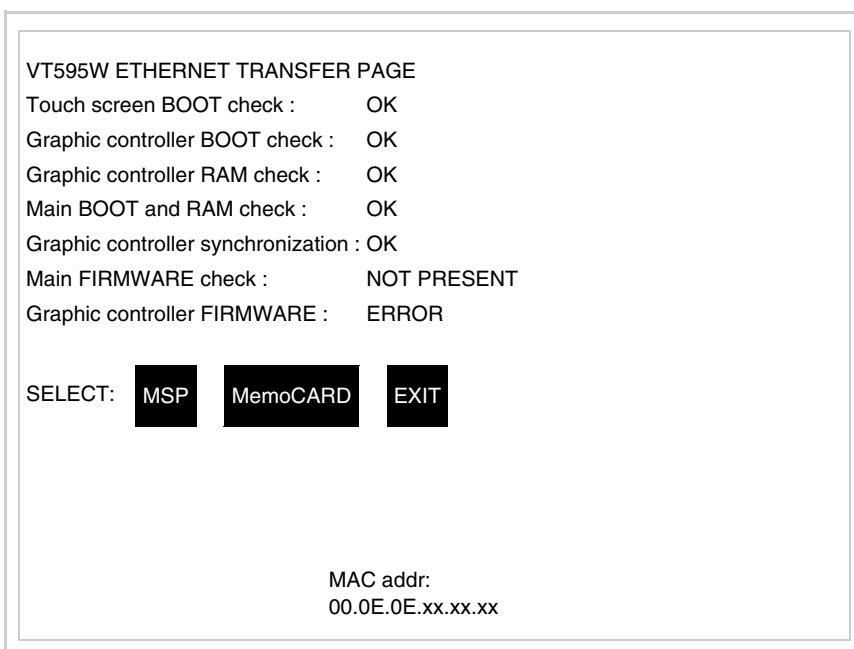 VT595W ETHERNET TRANSFER PAGE
Touch screen BOOT check : OK
Graphic controller BOOT check : OK
Graphic controller RAM check : OK
Main BOOT and RAM check : OK
Graphic controller synchronization : OK
Main FIRMWARE check : NOT PRESENT
Graphic controller FIRMWARE : ERROR
SELECT: MSP MemoCARD EXIT
MAC addr:
00.0E.0E.xx.xx.xx